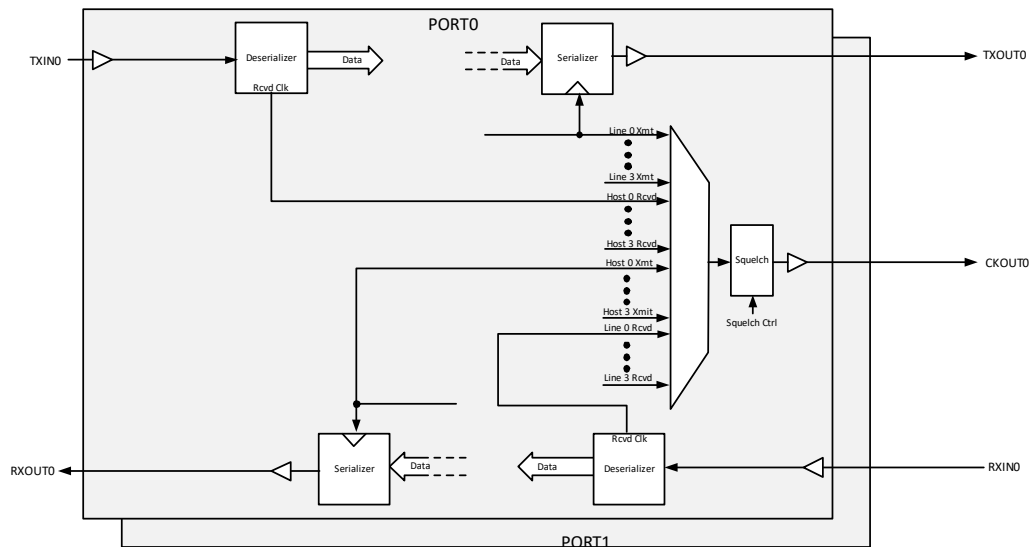 PORT0
TXIN0
Deserializer
Rcvd Clk
Data
Data
Serializer
TXOUT0
Line 0 Xmt
Line 3 Xmt
Host 0 Rcvd
Host 3 Rcvd
Host 0 Xmt
Host 3 Xmit
Line 0 Rcvd
Line 3 Rcvd
Squelch
Squelch Ctrl
CKOUT0
RXOUT0
Serializer
Data
Data
Rcvd Clk
Deserializer
RXIN0
PORT1